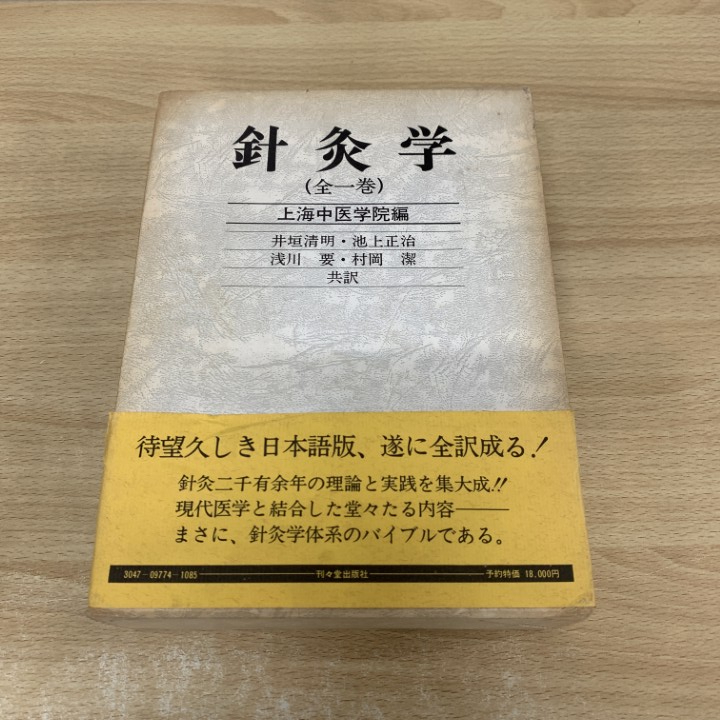 針灸学
(全一巻)
上海中医学院編
井垣清明・池上正治
浅川 要・村岡 潔
共訳
待望久しき日本語版、遂に全訳成る!
針灸二千有余年の理論と実践を集大成!!
現代医学と結合した堂々たる内容――
まさに、針灸学体系のバイブルである。
3047-09774-1085 刊々堂出版社 予約特価 18,000円